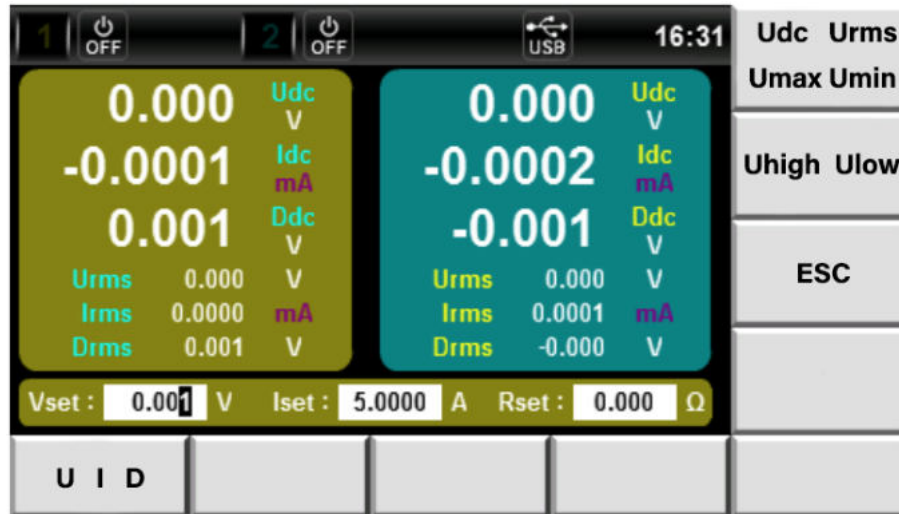 1 OFF 2 OFF USB 16:31
0.000 Udc V
-0.0001 Idc mA
0.001 Ddc V
Urms 0.000 V
Irms 0.0000 mA
Drms 0.001 V
0.000 Udc V
-0.0002 Idc mA
-0.001 Ddc V
Urms 0.000 V
Irms 0.0001 mA
Drms -0.000 V
Vset : 0.001 V Iset : 5.0000 A Rset : 0.000 Ω
Udc Urms
Umax Umin
Uhigh Ulow
ESC
U I D